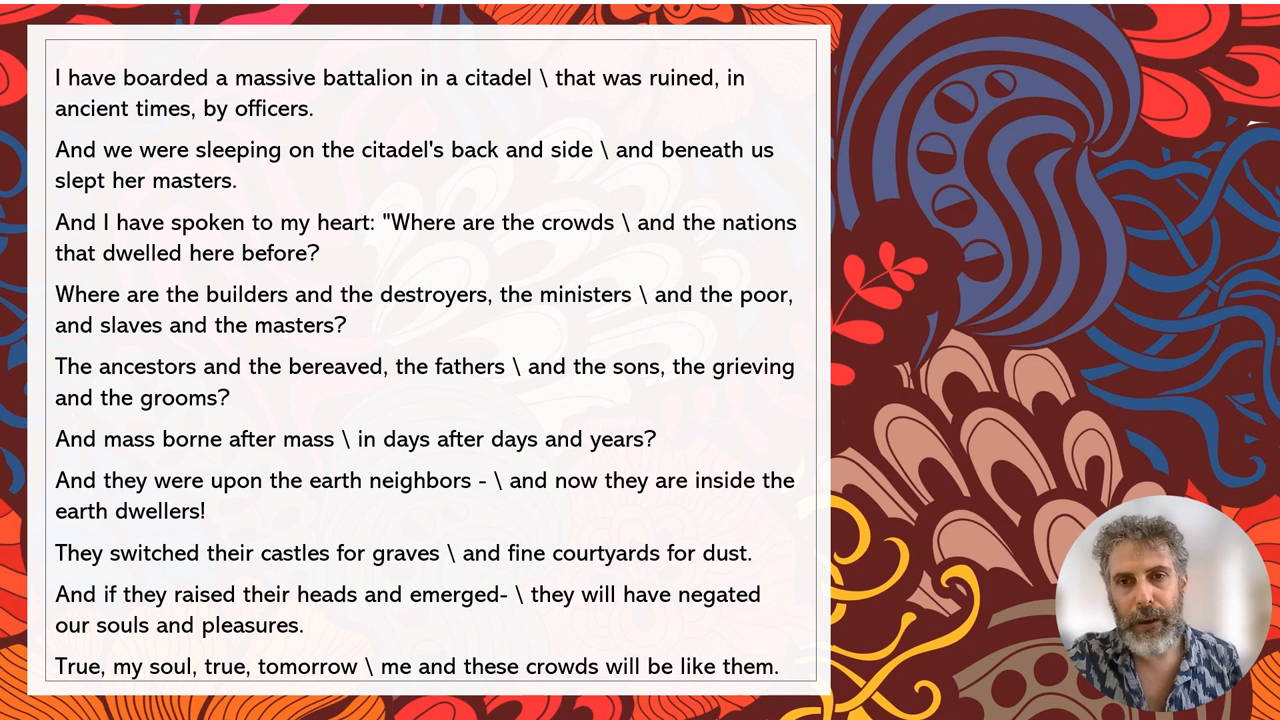 I have boarded a massive battalion in a citadel \ that was ruined, in
ancient times, by officers.
And we were sleeping on the citadel's back and side \ and beneath us
slept her masters.
And I have spoken to my heart: "Where are the crowds \ and the nations
that dwelled here before?
Where are the builders and the destroyers, the ministers \ and the poor,
and slaves and the masters?
The ancestors and the bereaved, the fathers \ and the sons, the grieving
and the grooms?
And mass borne after mass \ in days after days and years?
And they were upon the earth neighbors - \ and now they are inside the
earth dwellers!
They switched their castles for graves \ and fine courtyards for dust.
And if they raised their heads and emerged- \ they will have negated
our souls and pleasures.
True, my soul, true, tomorrow \ me and these crowds will be like them.